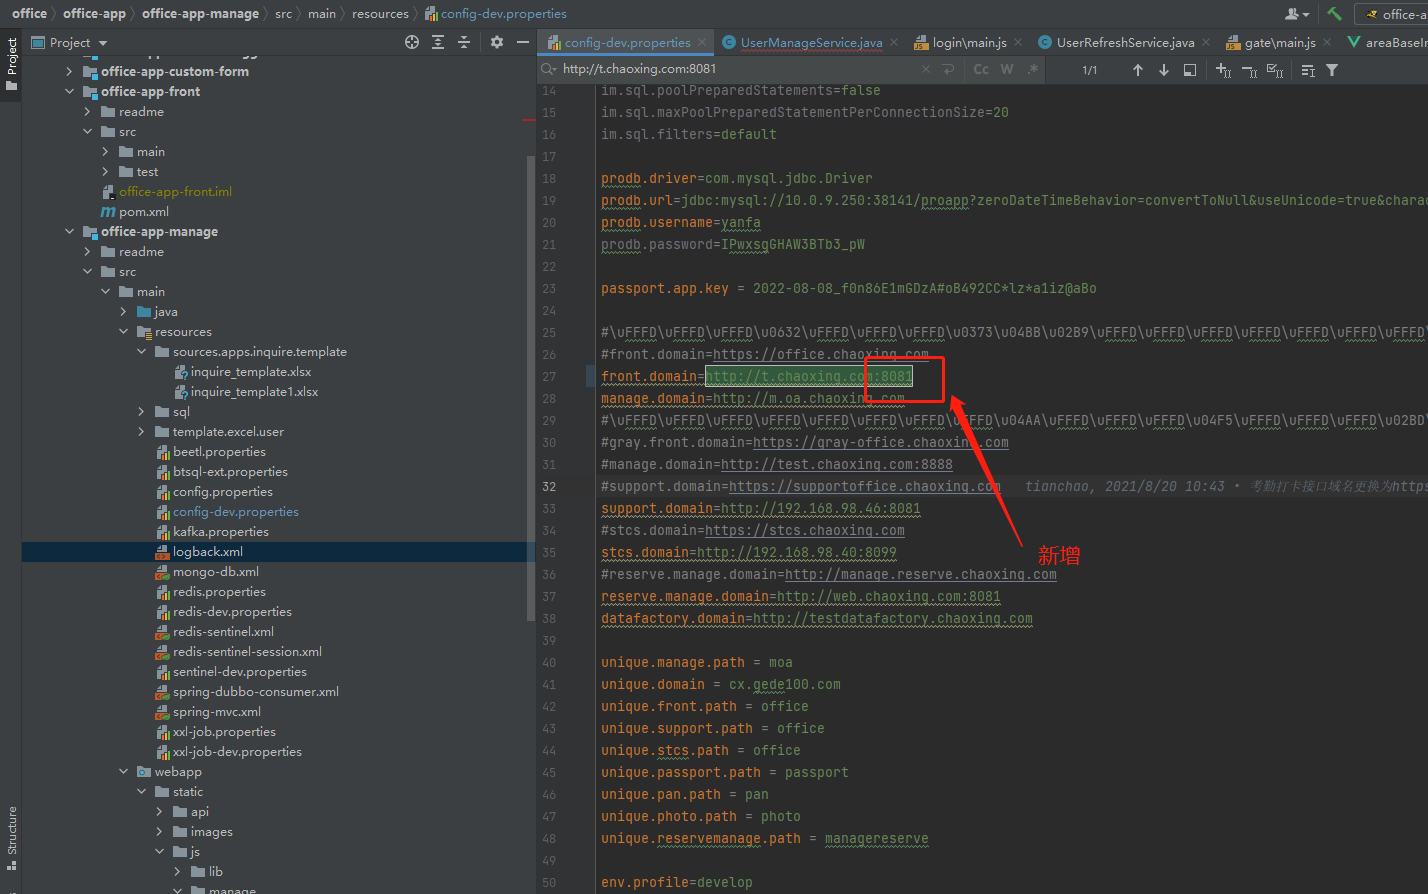 office 〉 office-app 〉 office-app-manage 〉 src 〉 main 〉 resources 〉 config-dev.properties
Project
config-dev.properties UserManageService.java login\main.js UserRefreshService.java gate\main.js
http://t.chaoxing.com:8081 Cc W .* 1/1
Project
Structure
office-app-custom-form
office-app-front
readme
src
main
test
office-app-front.iml
pom.xml
office-app-manage
readme
src
main
java
resources
sources.apps.inquire.template
inquire_template.xlsx
inquire_template1.xlsx
sql
template.excel.user
beetl.properties
btsql-ext.properties
config.properties
config-dev.properties
kafka.properties
logback.xml
mongo-db.xml
redis.properties
redis-dev.properties
redis-sentinel.xml
redis-sentinel-session.xml
sentinel-dev.properties
spring-dubbo-consumer.xml
spring-mvc.xml
xxl-job.properties
xxl-job-dev.properties
webapp
static
api
images
js
lib
manage
14 im.sql.poolPreparedStatements=false
15 im.sql.maxPoolPreparedStatementPerConnectionSize=20
16 im.sql.filters=default
17
18 prodb.driver=com.mysql.jdbc.Driver
19 prodb.url=jdbc:mysql://10.0.9.250:38141/proapp?zeroDateTimeBehavior=convertToNull&useUnicode=true&charac
20 prodb.username=yanfa
21 prodb.password=IPwxsgGHAW3BTb3_pW
22
23 passport.app.key = 2022-08-08_f0n86E1mGDzA#oB492CC*lz*a1iz@aBo
24
25 #\uFFFD\uFFFD\uFFFD\u0632\uFFFD\uFFFD\uFFFD\u0373\u04BB\u02B9\uFFFD\uFFFD\uFFFD\uFFFD\uFFFD\uFFFD\uFFFD\
26 #front.domain=https://office.chaoxing.com
27 front.domain=http://t.chaoxing.com:8081
28 manage.domain=http://m.oa.chaoxing.com
29 #\uFFFD\uFFFD\uFFFD\uFFFD\uFFFD\uFFFD\uFFFD\u04AA\uFFFD\uFFFD\uFFFD\u04F5\uFFFD\uFFFD\uFFFD\u02BD\
30 #gray.front.domain=https://gray-office.chaoxing.com
31 #manage.domain=http://test.chaoxing.com:8888
32 #support.domain=https://supportoffice.chaoxing.com tianchao, 2021/8/20 10:43 • 考勤打卡接口域名更换为https
33 support.domain=http://192.168.98.46:8081
34 #stcs.domain=https://stcs.chaoxing.com
新增
35 stcs.domain=http://192.168.98.40:8099
36 #reserve.manage.domain=http://manage.reserve.chaoxing.com
37 reserve.manage.domain=http://web.chaoxing.com:8081
38 datafactory.domain=http://testdatafactory.chaoxing.com
39
40 unique.manage.path = moa
41 unique.domain = cx.gede100.com
42 unique.front.path = office
43 unique.support.path = office
44 unique.stcs.path = office
45 unique.passport.path = passport
46 unique.pan.path = pan
47 unique.photo.path = photo
48 unique.reservemanage.path = managereserve
49
50 env.profile=develop